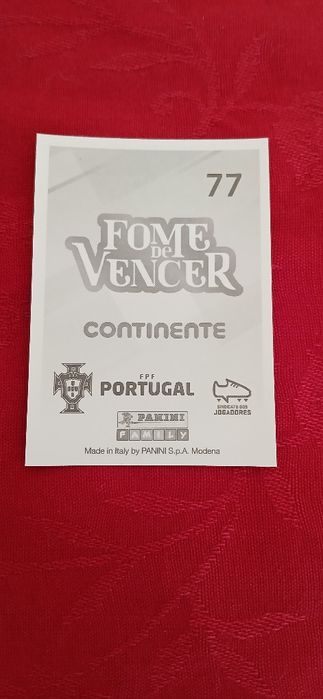 77
FOME
De
VENCER
CONTINENTE
FPF
PORTUGAL
SINDICATO DOS
JOGADORES
PANINI
FAMILY
Made in Italy by PANINI S.p.A. Modena